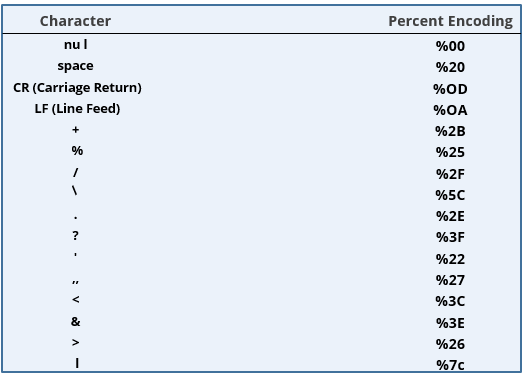 Character Percent Encoding
nu l %00
space %20
CR (Carriage Return) %OD
LF (Line Feed) %OA
+ %2B
% %25
/ %2F
\ %5C
. %2E
? %3F
' %22
,, %27
< %3C
& %3E
> %26
l %7c